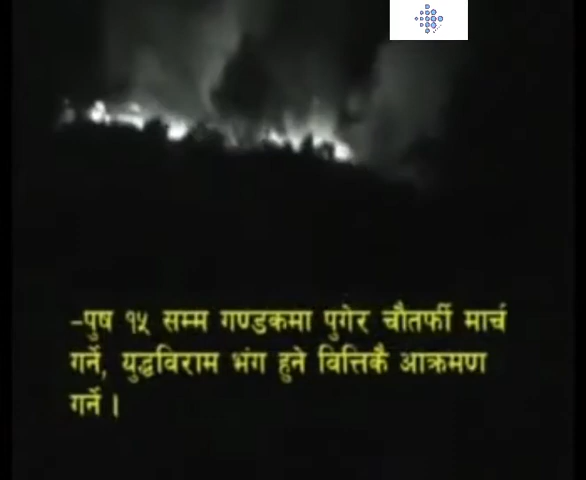 -पुष १५ सम्म गण्डकमा पुगेर चौतर्फी मार्च
गर्ने, युद्धविराम भंग हुने वित्तिकै आक्रमण
गर्ने ।